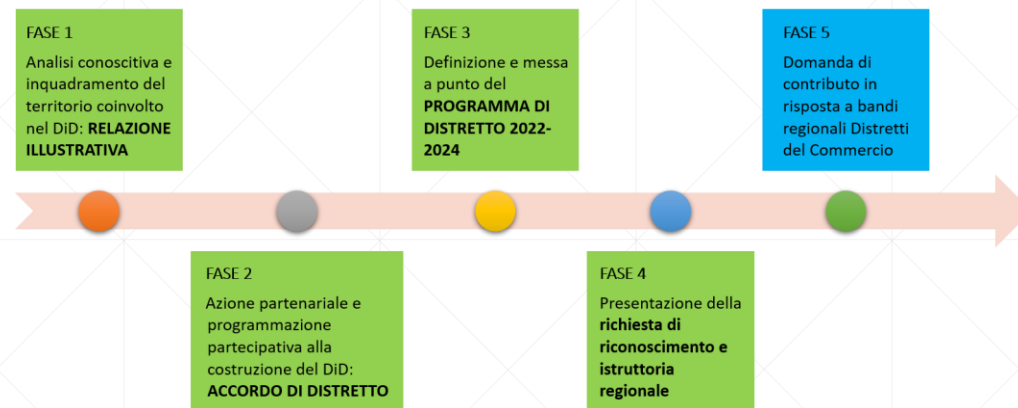 FASE 1
Analisi conoscitiva e
inquadramento del
territorio coinvolto
nel DiD: RELAZIONE
ILLUSTRATIVA
FASE 2
Azione partenariale e
programmazione
partecipativa alla
costruzione del DiD:
ACCORDO DI DISTRETTO
FASE 3
Definizione e messa
a punto del
PROGRAMMA DI
DISTRETTO 2022-
2024
FASE 4
Presentazione della
richiesta di
riconoscimento e
istruttoria
regionale
FASE 5
Domanda di
contributo in
risposta a bandi
regionali Distretti
del Commercio